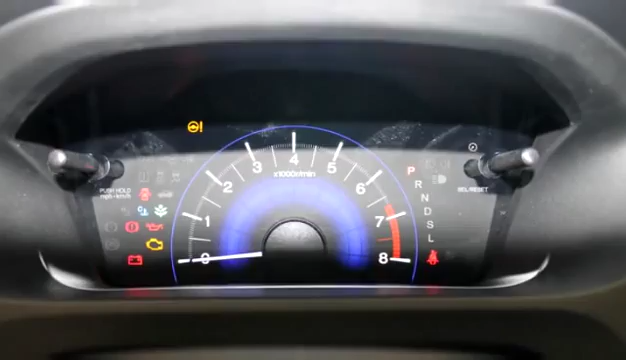 4
3
5
x1000r/min
2
6
P
R
PUSH HOLD
mph◦km/h
SEL/RESET
N
1
7
D
S
L
0
8